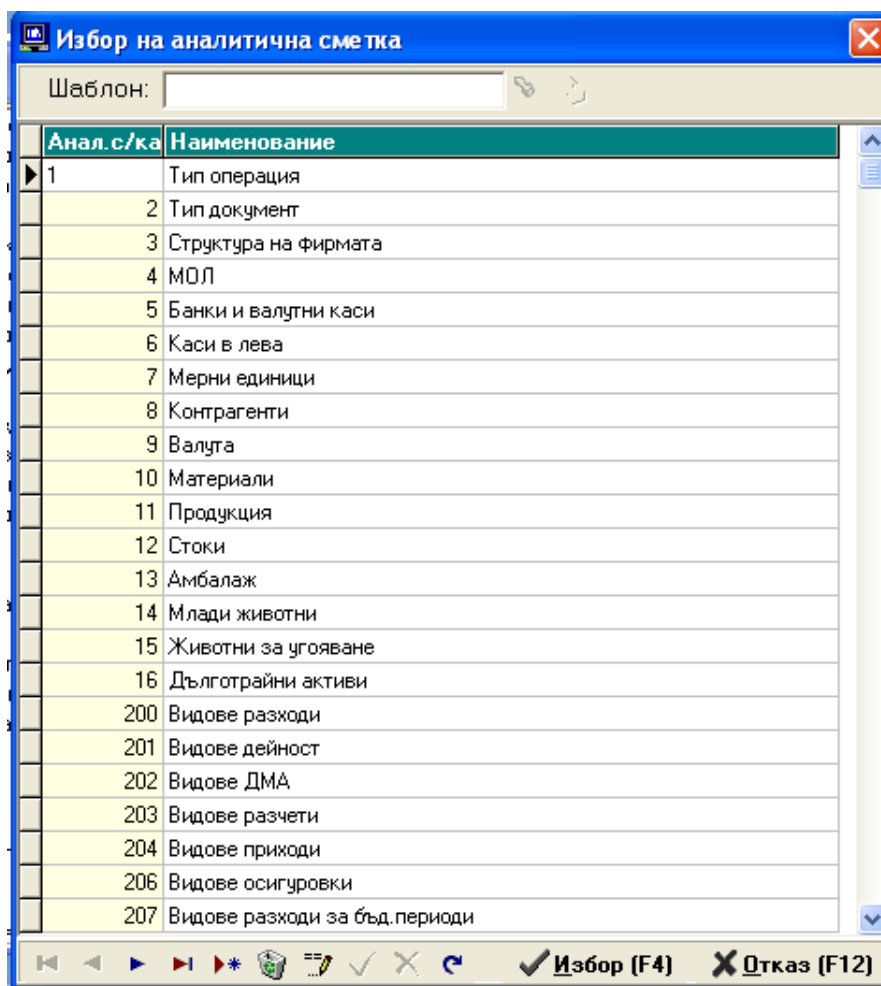 Избор на аналитична сметка
Шаблон:
Анал.с/ка Наименование
1 Тип операция
2 Тип документ
3 Структура на фирмата
4 МОЛ
5 Банки и валутни каси
6 Каси в лева
7 Мерни единици
8 Контрагенти
9 Валута
10 Материали
11 Продукция
12 Стоки
13 Амбалаж
14 Млади животни
15 Животни за угояване
16 Дълготрайни активи
200 Видове разходи
201 Видове дейност
202 Видове ДМА
203 Видове разчети
204 Видове приходи
206 Видове осигуровки
207 Видове разходи за бъд.периоди
Избор (F4) Отказ (F12)